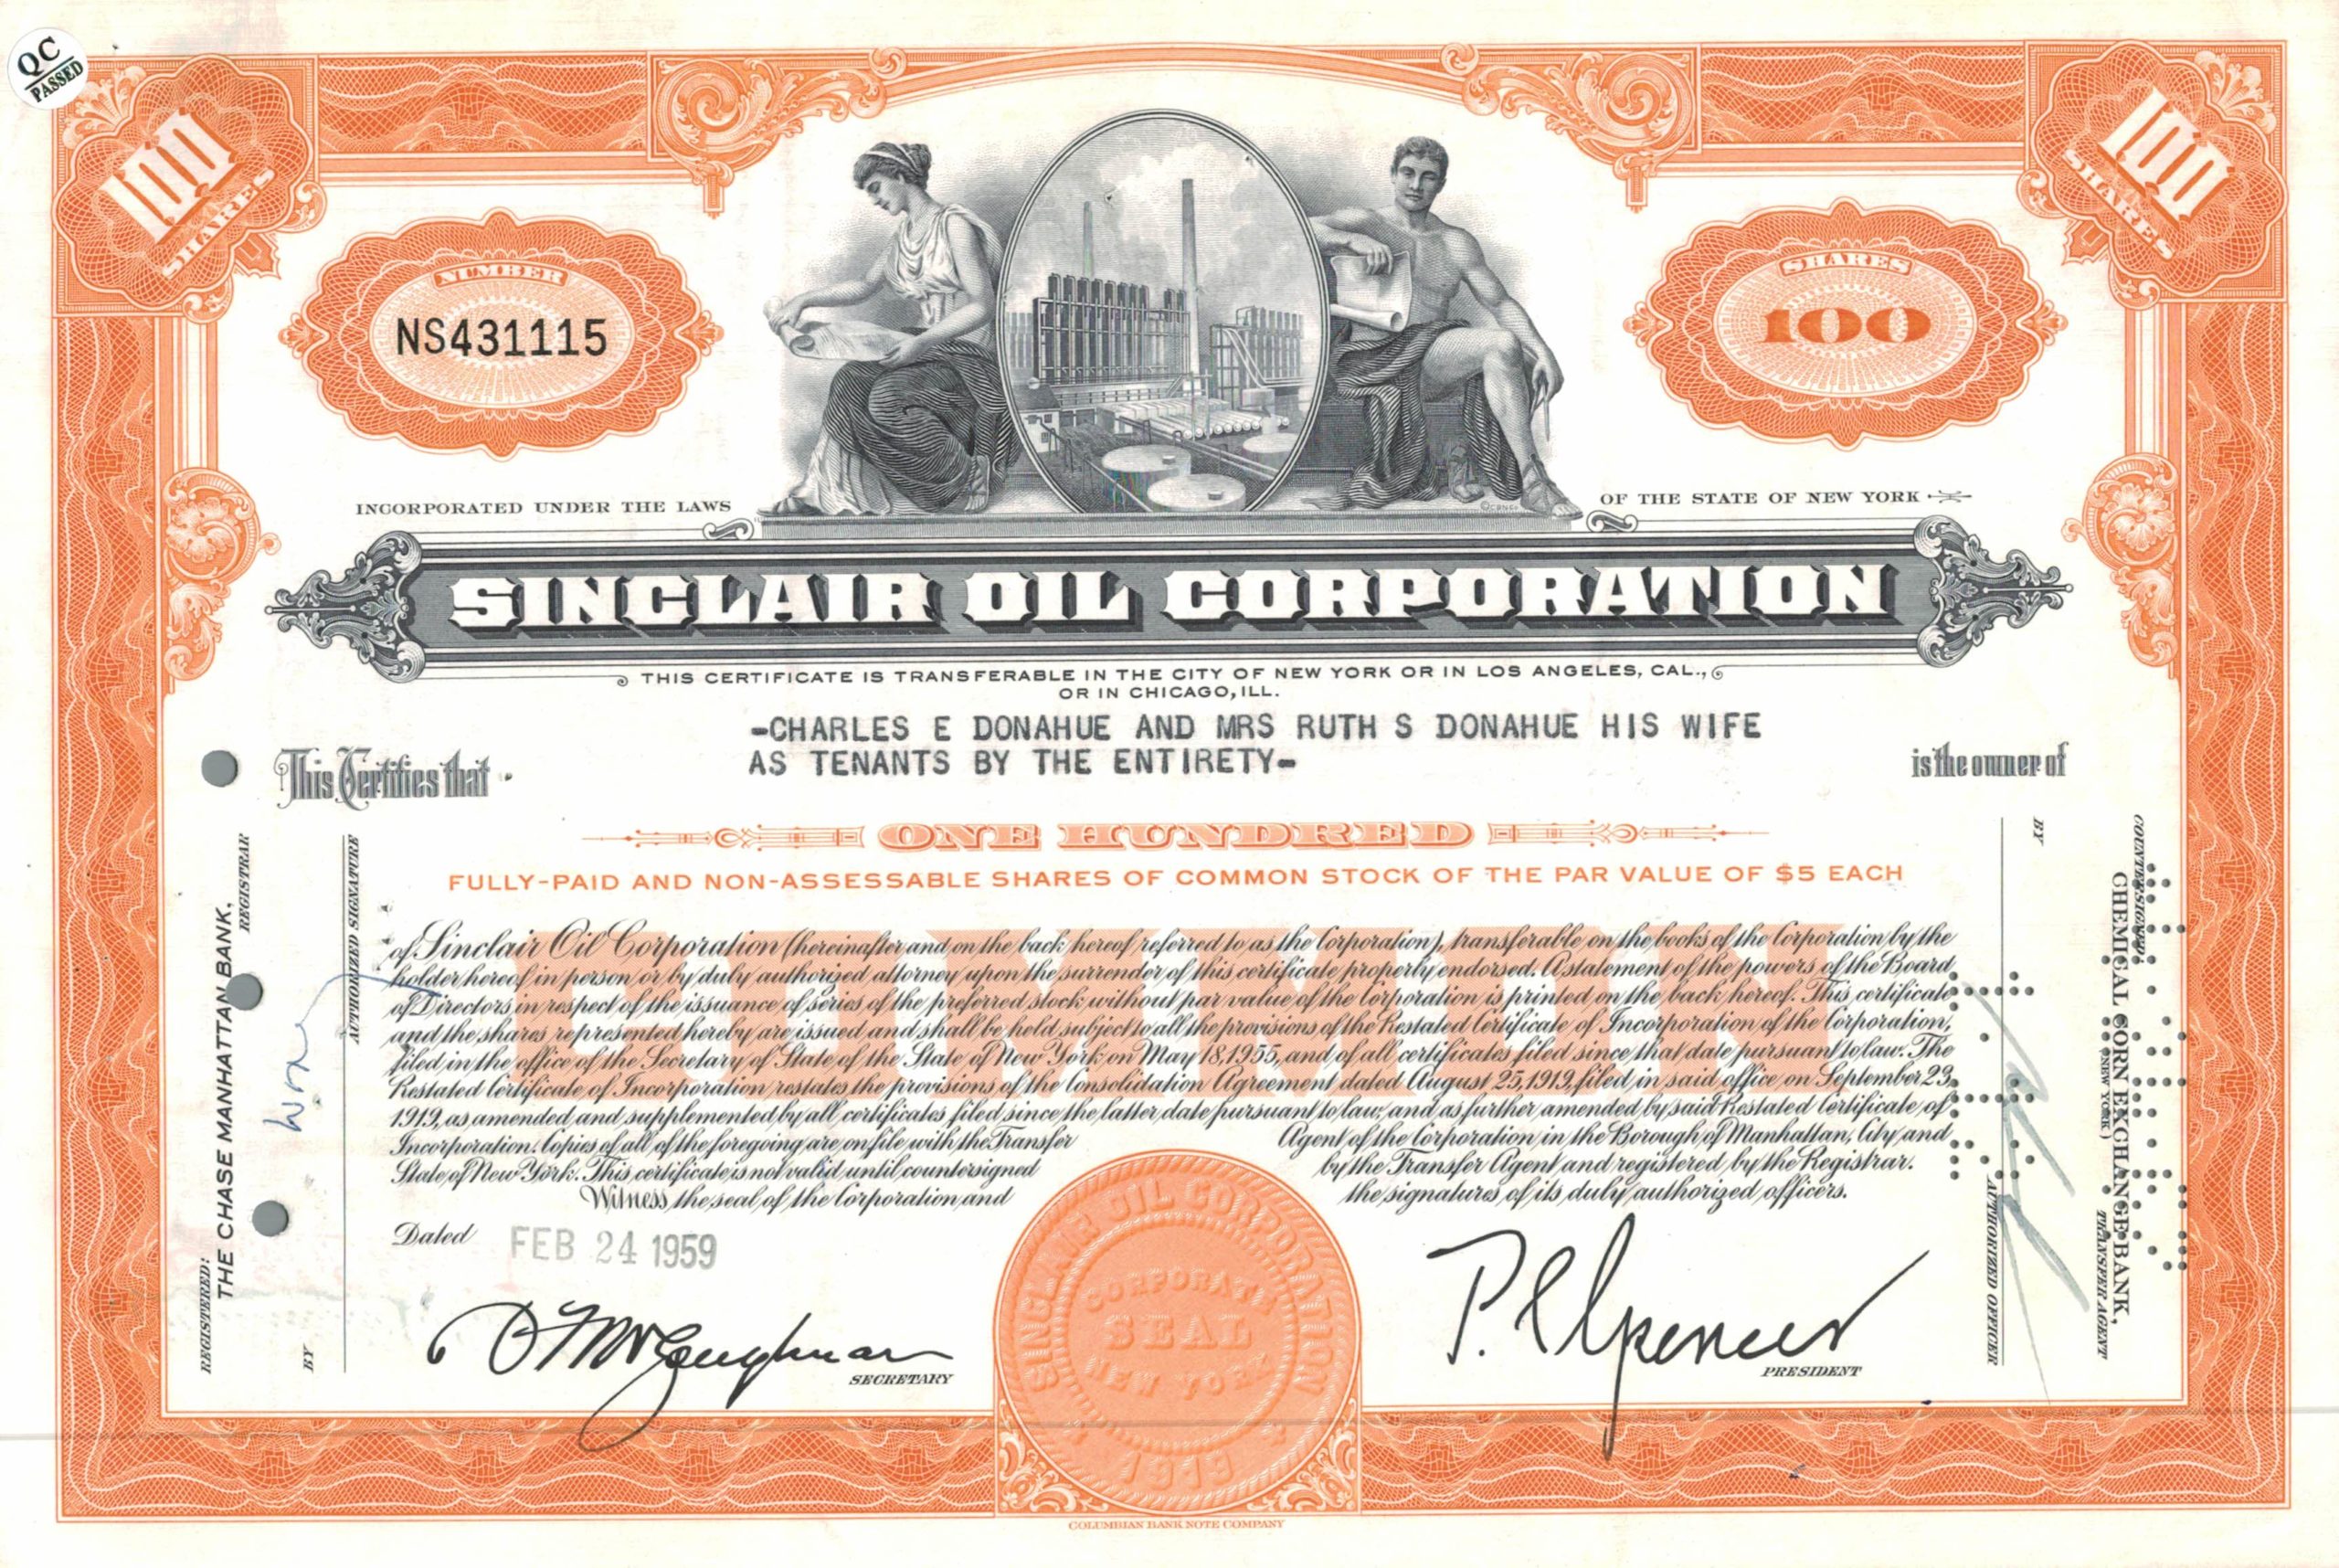 QC
PASSED
100
SHARES
100
SHARES
NUMBER
NS431115
SHARES
100
INCORPORATED UNDER THE LAWS
OF THE STATE OF NEW YORK
SINCLAIR OIL CORPORATION
THIS CERTIFICATE IS TRANSFERABLE IN THE CITY OF NEW YORK OR IN LOS ANGELES, CAL.,
OR IN CHICAGO, ILL.
-CHARLES E DONAHUE AND MRS RUTH S DONAHUE HIS WIFE
AS TENANTS BY THE ENTIRETY-
This Certifies that
is the owner of
ONE HUNDRED
FULLY-PAID AND NON-ASSESSABLE SHARES OF COMMON STOCK OF THE PAR VALUE OF $5 EACH
of Sinclair Oil Corporation (hereinafter and on the back hereof referred to as the Corporation), transferable on the books of the Corporation by the
holder hereof in person or by duly authorized attorney upon the surrender of this certificate properly endorsed. A statement of the powers of the Board
of Directors in respect of the issuance of series of the preferred stock without par value of the Corporation is printed on the back hereof. This certificate
and the shares represented hereby are issued and shall be held subject to all the provisions of the Restated Certificate of Incorporation of the Corporation,
filed in the office of the Secretary of State of the State of New York on May 18, 1955, and of all certificates filed since that date pursuant to law. The
Restated Certificate of Incorporation restates the provisions of the Consolidation Agreement dated August 25, 1919, filed in said office on September 23,
1919, as amended and supplemented by all certificates filed since the latter date pursuant to law, and as further amended by said Restated Certificate of
Incorporation. Copies of all of the foregoing are on file with the Transfer Agent of the Corporation in the Borough of Manhattan, City and
State of New York. This certificate is not valid until countersigned by the Transfer Agent and registered by the Registrar.
Witness the seal of the Corporation and the signatures of its duly authorized officers.
Dated FEB 24 1959
SECRETARY
P. C. Spencer
PRESIDENT
SINCLAIR OIL CORPORATION
CORPORATE
SEAL
NEW YORK
1919
REGISTERED:
THE CHASE MANHATTAN BANK,
REGISTRAR
BY
AUTHORIZED SIGNATURE
COUNTERSIGNED:
CHEMICAL CORN EXCHANGE BANK,
(NEW YORK)
TRANSFER AGENT
BY
AUTHORIZED OFFICER
COLUMBIAN BANK NOTE COMPANY